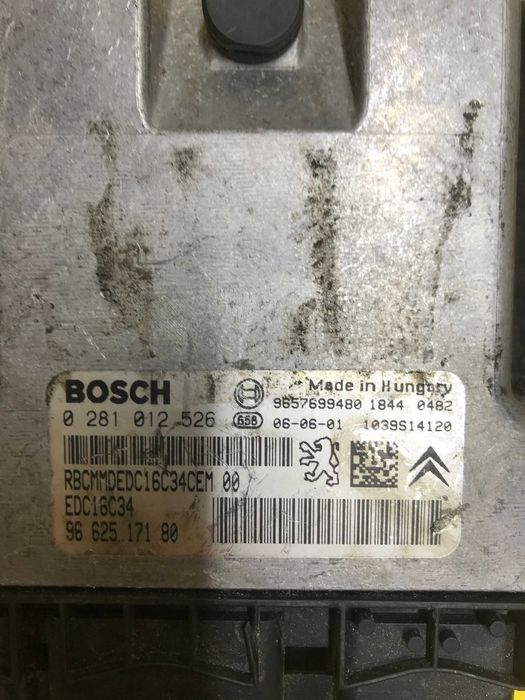 BOSCH
Made in Hungary
9657699480 1844 0482
0 281 012 526
658
06-06-01 1039S14120
RBCMMDEDC16C34CEM 00
EDC16C34
96 625 171 80